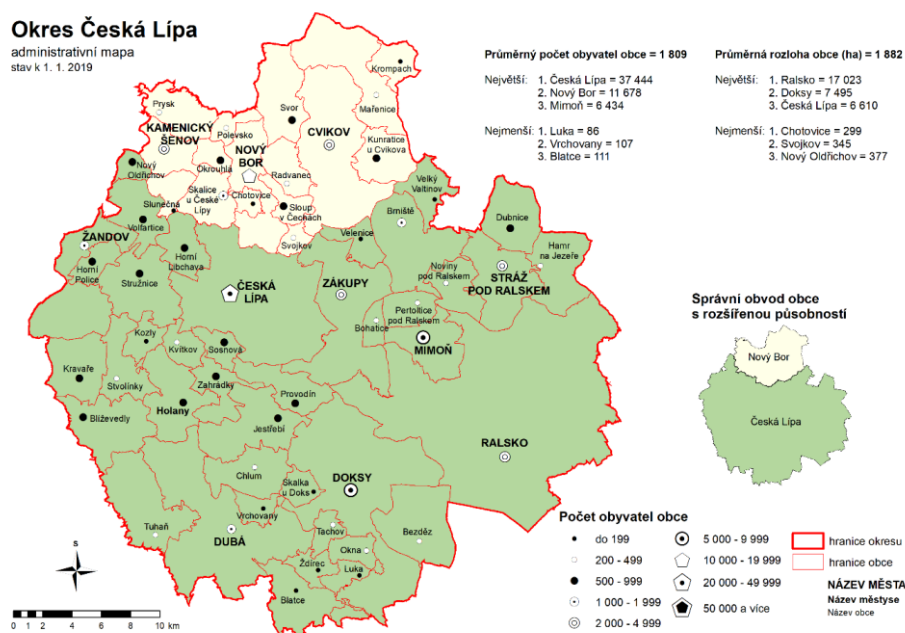 Okres Česká Lípa
administrativní mapa
stav k 1. 1. 2019
Průměrný počet obyvatel obce = 1 809
Největší: 1. Česká Lípa = 37 444
2. Nový Bor = 11 678
3. Mimoň = 6 434
Nejmenší: 1. Luka = 86
2. Vrchovany = 107
3. Blatce = 111
Průměrná rozloha obce (ha) = 1 882
Největší: 1. Ralsko = 17 023
2. Doksy = 7 495
3. Česká Lípa = 6 610
Nejmenší: 1. Chotovice = 299
2. Svojkov = 345
3. Nový Oldřichov = 377
Krompach
Mařenice
Prysk
Svor
KAMENICKÝ
ŠENOV
Polevsko
CVIKOV
Kunratice
u Cvikova
NOVÝ
BOR
Okrouhla
Nový
Oldřichov
Radvanec
Velký
Valtinov
Skalice
u České
Lípy
Chotovice
Slunečná
Sloup
v Čechách
Brniště
Dubnice
Volfartice
Velenice
Svojkov
ŽANDOV
Horní
Libchava
Hamr
na Jezeře
Horní
Police
Noviny
pod Ralskem
STRÁŽ
POD RALSKEM
Stružnice
ČESKÁ
LÍPA
ZÁKUPY
Pertoltice
pod Ralskem
Bohatice
MIMOŇ
Kozly
Kvítkov
Sosnová
Kravaře
Stvolínky
Zahrádky
Provodín
Holany
Blíževedly
Jestřebí
RALSKO
Chlum
Skalka
u Doks
DOKSY
Vrchovany
Tuhaň
DUBÁ
Tachov
Bezděz
Okna
Ždírec
Luka
Blatce
Správní obvod obce
s rozšířenou působností
Nový Bor
Česká Lípa
Počet obyvatel obce
do 199
200 - 499
500 - 999
1 000 - 1 999
2 000 - 4 999
5 000 - 9 999
10 000 - 19 999
20 000 - 49 999
50 000 a více
hranice okresu
hranice obce
NÁZEV MĚSTA
Název městyse
Název obce
S
0 1 2 4 6 8 10 km